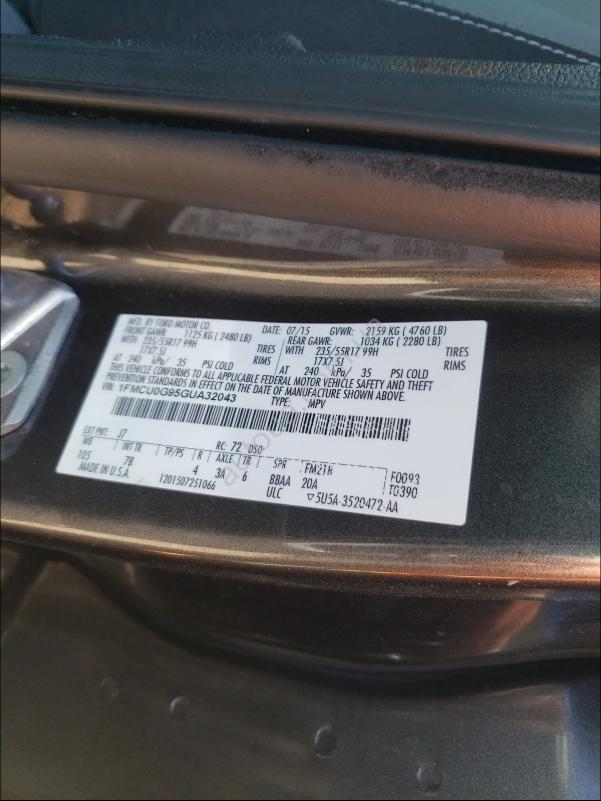 MFD. BY FORD MOTOR CO.
DATE: 07/15 GVWR: 2159 KG ( 4760 LB)
FRONT GAWR: 1125 KG ( 2480 LB) REAR GAWR: 1034 KG ( 2280 LB)
WITH 235/55R17 99H TIRES WITH 235/55R17 99H TIRES
17X7.5J RIMS 17X7.5J RIMS
AT 240 kPa/ 35 PSI COLD AT 240 kPa/ 35 PSI COLD
THIS VEHICLE CONFORMS TO ALL APPLICABLE FEDERAL MOTOR VEHICLE SAFETY AND THEFT
PREVENTION STANDARDS IN EFFECT ON THE DATE OF MANUFACTURE SHOWN ABOVE.
VIN: 1FMCU0G95GUA32043
TYPE: MPV
EXT PNT: J7 RC: 72 DSO:
WB INT TR TP/PS R AXLE TR SPR FM21R F0093
105 7B 4 3A 6 BBAA 20A T0390
MADE IN U.S.A. 1201507251066 ULC ▽5U5A-3520472-AA